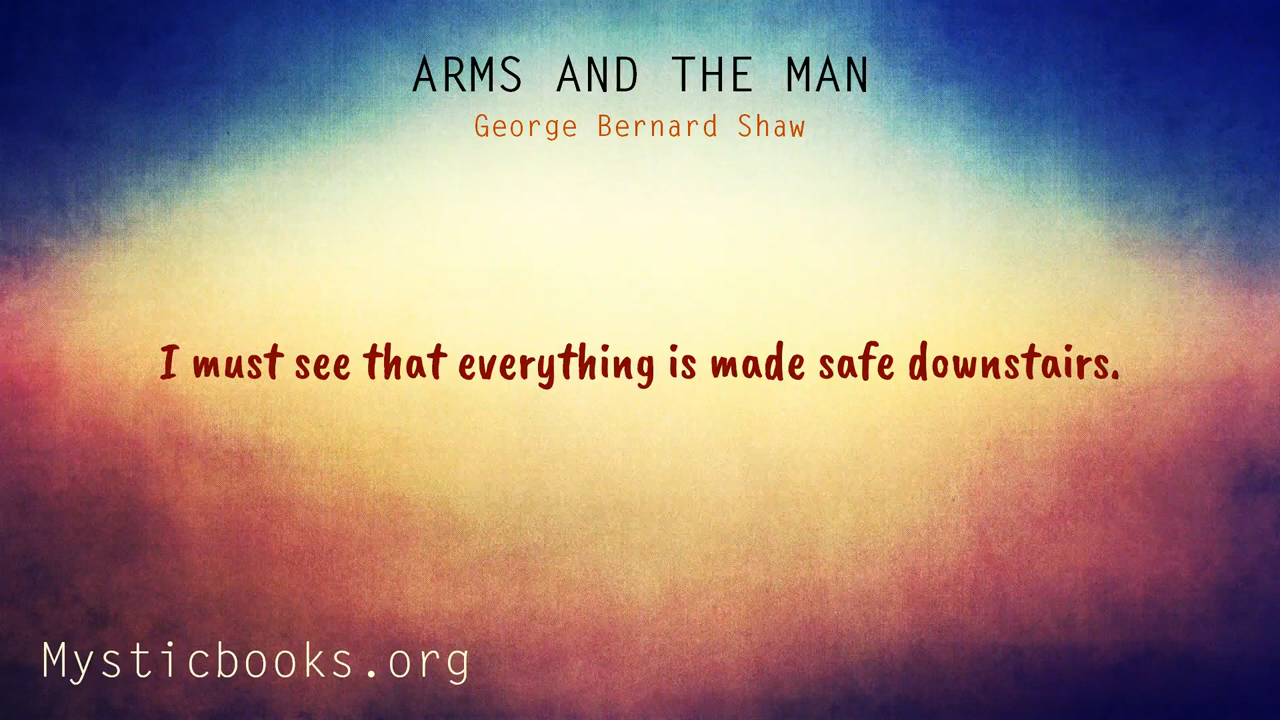 ARMS AND THE MAN
George Bernard Shaw
I must see that everything is made safe downstairs.
Mysticbooks.org